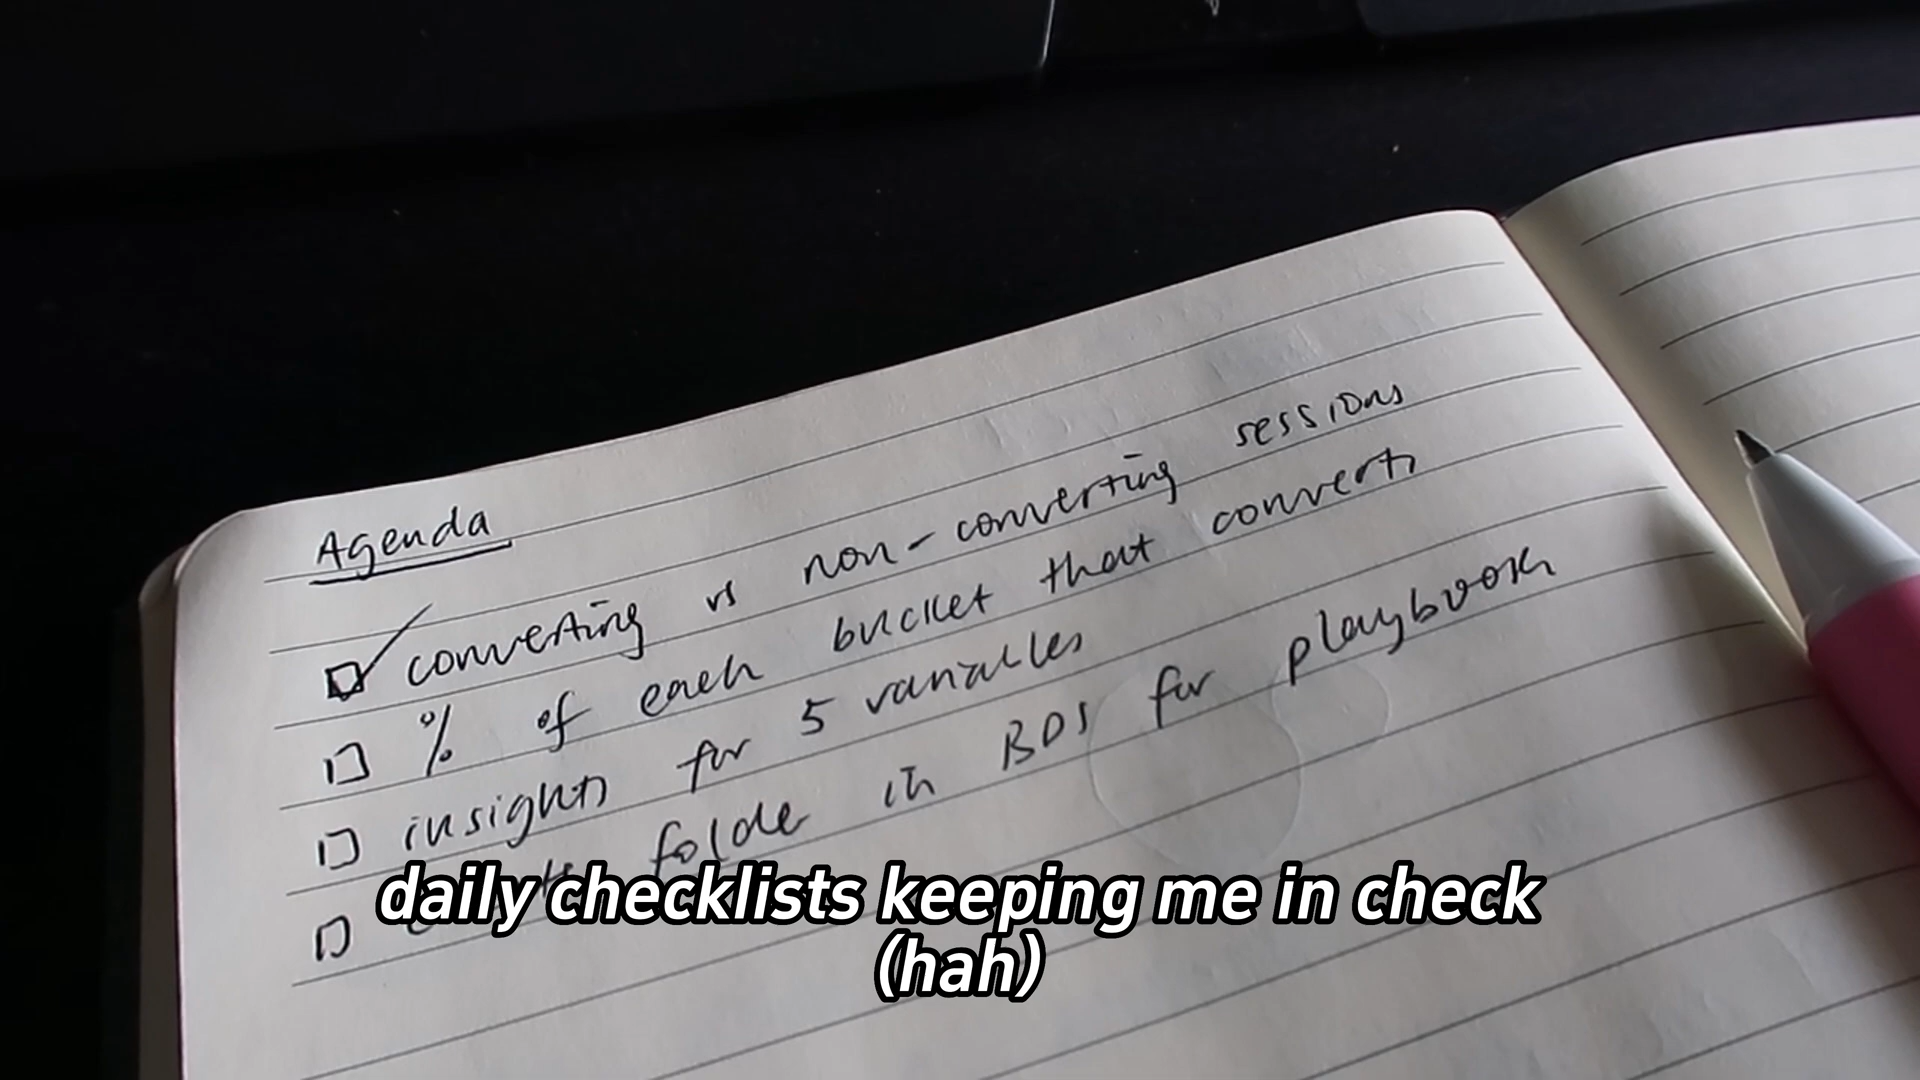 Agenda
converting vs non-converting sessions
% of each bucket that converts
insights for 5 variables
folder in BDS for playbook
daily checklists keeping me in check
(hah)